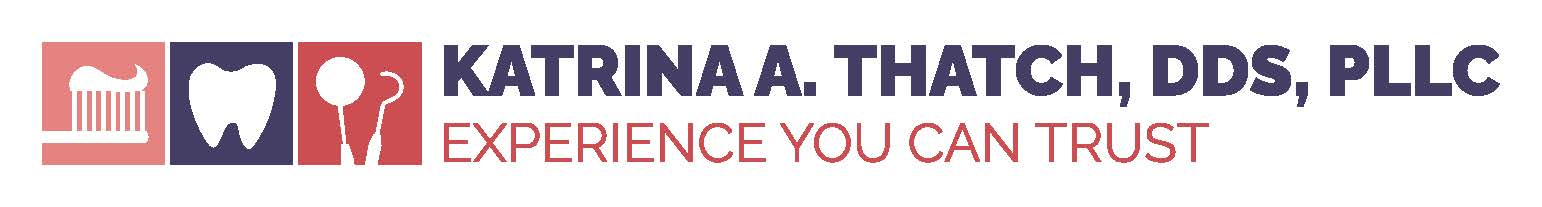 KATRINA A. THATCH, DDS, PLLC
EXPERIENCE YOU CAN TRUST